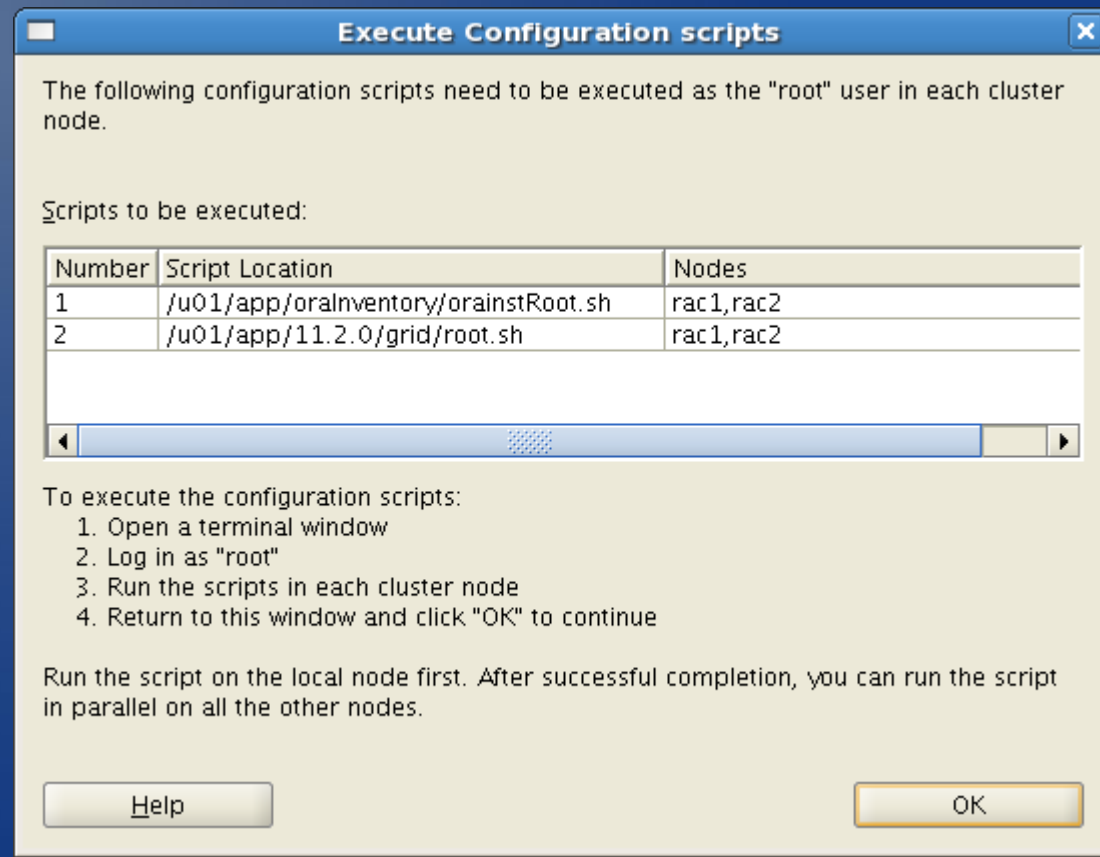 Execute Configuration scripts
The following configuration scripts need to be executed as the "root" user in each cluster
node.
Scripts to be executed:
Number Script Location Nodes
1 /u01/app/oraInventory/orainstRoot.sh rac1,rac2
2 /u01/app/11.2.0/grid/root.sh rac1,rac2
To execute the configuration scripts:
1. Open a terminal window
2. Log in as "root"
3. Run the scripts in each cluster node
4. Return to this window and click "OK" to continue
Run the script on the local node first. After successful completion, you can run the script
in parallel on all the other nodes.
Help OK